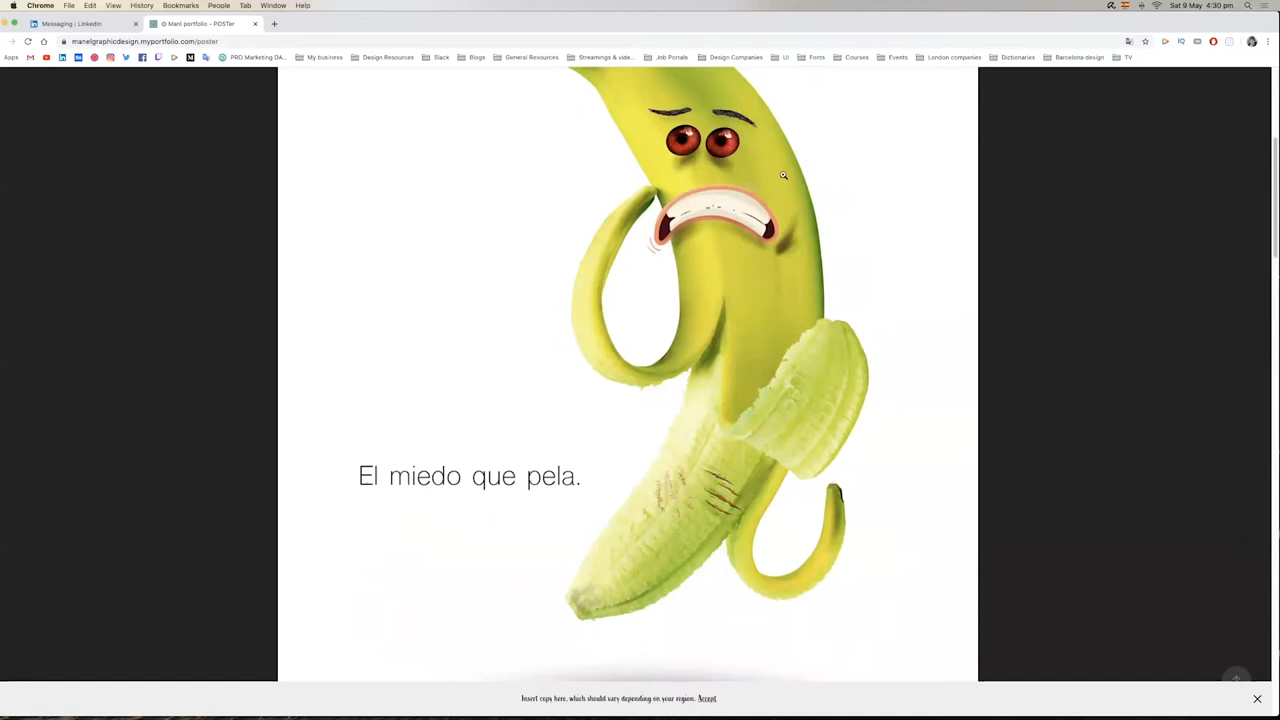 Chrome File Edit View History Bookmarks People Tab Window Help
Sat 9 May 4:30 pm
Messaging | LinkedIn
@ Mani portfolio - POSTer
manelgraphicdesign.myportfolio.com/poster
Apps
PRO Marketing DA...
My business
Design Resources
Slack
Blogs
General Resources
Streamings & vide...
Job Portals
Design Companies
UI
Fonts
Courses
Events
London companies
Dictionaries
Barcelona design
TV
El miedo que pela.
Insert copy here, which should vary depending on your region. Accept